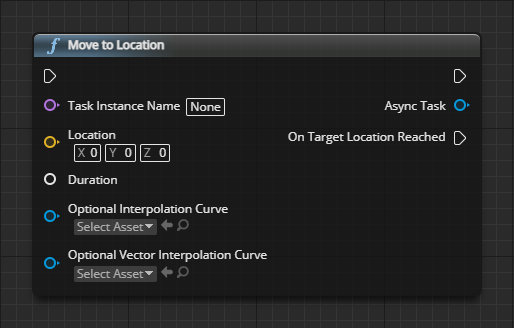 Move to Location
Task Instance Name None
Async Task
Location
On Target Location Reached
X 0 Y 0 Z 0
Duration
Optional Interpolation Curve
Select Asset
Optional Vector Interpolation Curve
Select Asset